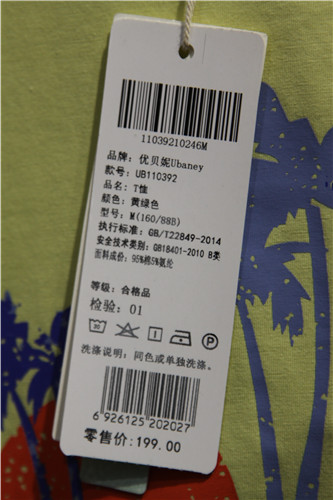 11039210246M
品牌: 优贝妮Ubaney
款号: UB110392
品名: T恤
颜色: 黄绿色
型号: M(160/88B)
执行标准: GB/T22849-2014
安全技术类别: GB18401-2010 B类
面料成份: 95%棉5%氨纶
等级: 合格品
检验: 01
洗涤说明: 同色或单独洗涤.
6 926125 202027
零售价:199.00